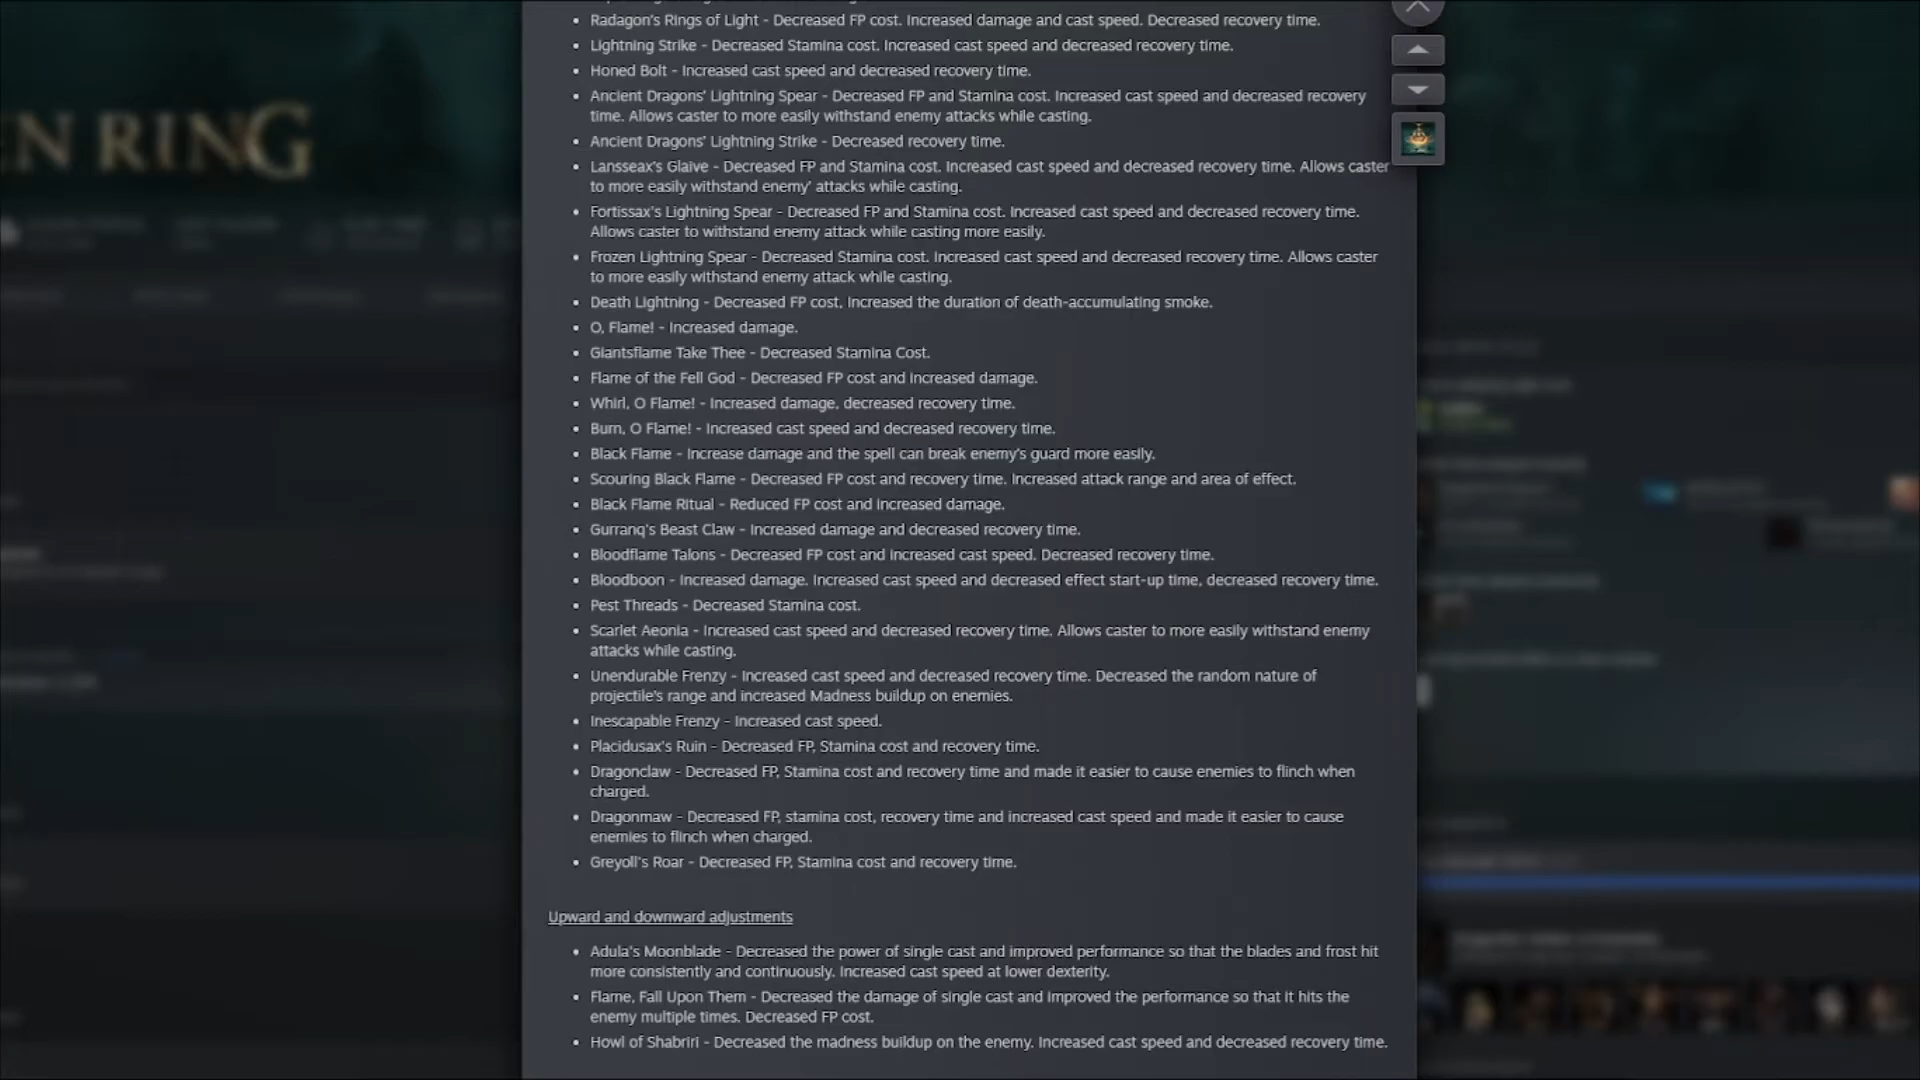 EN RING
Radagon's Rings of Light - Decreased FP cost. Increased damage and cast speed. Decreased recovery time.
Lightning Strike - Decreased Stamina cost. Increased cast speed and decreased recovery time.
Honed Bolt - Increased cast speed and decreased recovery time.
Ancient Dragons' Lightning Spear - Decreased FP and Stamina cost. Increased cast speed and decreased recovery
time. Allows caster to more easily withstand enemy attacks while casting.
Ancient Dragons' Lightning Strike - Decreased recovery time.
Lansseax's Glaive - Decreased FP and Stamina cost. Increased cast speed and decreased recovery time. Allows caster
to more easily withstand enemy' attacks while casting.
Fortissax's Lightning Spear - Decreased FP and Stamina cost. Increased cast speed and decreased recovery time.
Allows caster to withstand enemy attack while casting more easily.
Frozen Lightning Spear - Decreased Stamina cost. Increased cast speed and decreased recovery time. Allows caster
to more easily withstand enemy attack while casting.
Death Lightning - Decreased FP cost, Increased the duration of death-accumulating smoke.
O, Flame! - Increased damage.
Giantsflame Take Thee - Decreased Stamina Cost.
Flame of the Fell God - Decreased FP cost and increased damage.
Whirl, O Flame! - Increased damage, decreased recovery time.
Burn, O Flame! - Increased cast speed and decreased recovery time.
Black Flame - Increase damage and the spell can break enemy's guard more easily.
Scouring Black Flame - Decreased FP cost and recovery time. Increased attack range and area of effect.
Black Flame Ritual - Reduced FP cost and increased damage.
Gurranq's Beast Claw - Increased damage and decreased recovery time.
Bloodflame Talons - Decreased FP cost and increased cast speed. Decreased recovery time.
Bloodboon - Increased damage. Increased cast speed and decreased effect start-up time, decreased recovery time.
Pest Threads - Decreased Stamina cost.
Scarlet Aeonia - Increased cast speed and decreased recovery time. Allows caster to more easily withstand enemy
attacks while casting.
Unendurable Frenzy - Increased cast speed and decreased recovery time. Decreased the random nature of
projectile's range and increased Madness buildup on enemies.
Inescapable Frenzy - Increased cast speed.
Placidusax's Ruin - Decreased FP, Stamina cost and recovery time.
Dragonclaw - Decreased FP, Stamina cost and recovery time and made it easier to cause enemies to flinch when
charged.
Dragonmaw - Decreased FP, stamina cost, recovery time and increased cast speed and made it easier to cause
enemies to flinch when charged.
Greyoll's Roar - Decreased FP, Stamina cost and recovery time.
Upward and downward adjustments
Adula's Moonblade - Decreased the power of single cast and improved performance so that the blades and frost hit
more consistently and continuously. Increased cast speed at lower dexterity.
Flame, Fall Upon Them - Decreased the damage of single cast and improved the performance so that it hits the
enemy multiple times. Decreased FP cost.
Howl of Shabriri - Decreased the madness buildup on the enemy. Increased cast speed and decreased recovery time.